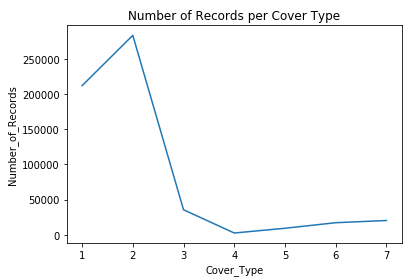 Number of Records per Cover Type
250000
200000
150000
100000
50000
0
Number_of_Records
1 2 3 4 5 6 7
Cover_Type